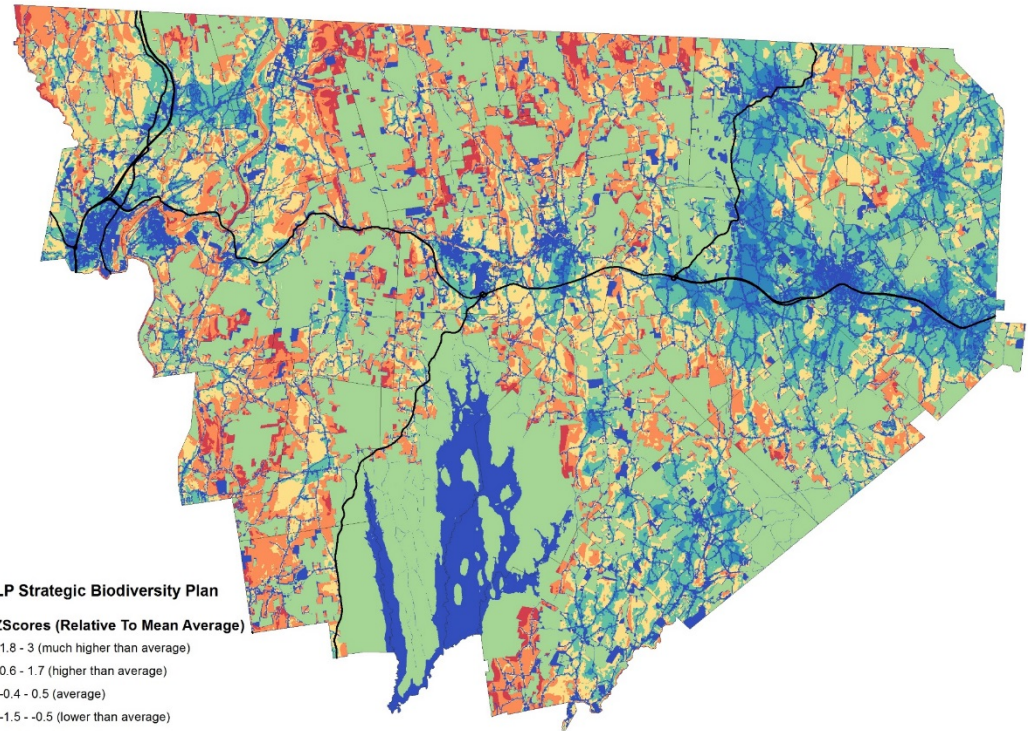 LP Strategic Biodiversity Plan
ZScores (Relative To Mean Average)
1.8 - 3 (much higher than average)
0.6 - 1.7 (higher than average)
-0.4 - 0.5 (average)
-1.5 - -0.5 (lower than average)